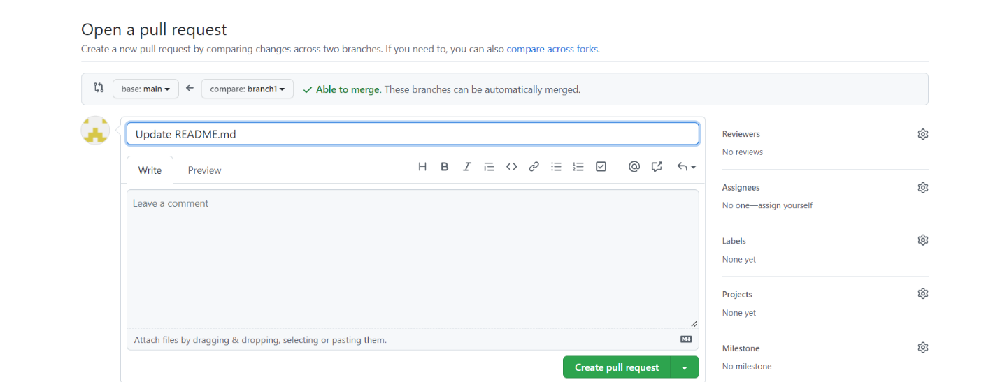 Open a pull request
Create a new pull request by comparing changes across two branches. If you need to, you can also compare across forks.
base: main
compare: branch1
Able to merge. These branches can be automatically merged.
Update README.md
Write
Preview
Leave a comment
Attach files by dragging & dropping, selecting or pasting them.
Create pull request
Reviewers
No reviews
Assignees
No one—assign yourself
Labels
None yet
Projects
None yet
Milestone
No milestone